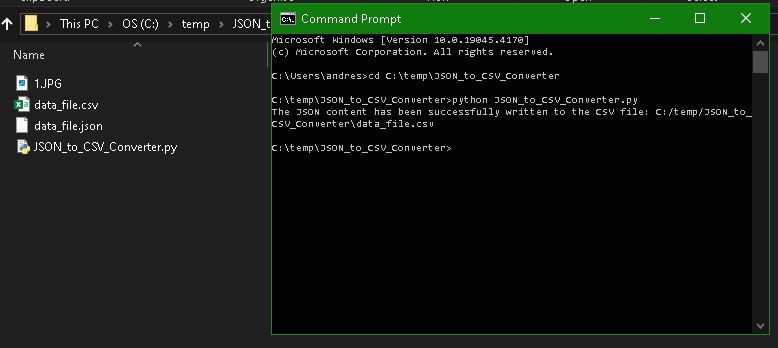 This PC > OS (C:) > temp > JSON_t
Name
1.JPG
data_file.csv
data_file.json
JSON_to_CSV_Converter.py
Command Prompt
Microsoft Windows [Version 10.0.19045.4170]
(c) Microsoft Corporation. All rights reserved.
C:\Users\andres>cd C:\temp\JSON_to_CSV_Converter
C:\temp\JSON_to_CSV_Converter>python JSON_to_CSV_Converter.py
The JSON content has been successfully written to the CSV file: C:/temp/JSON_to_
CSV_Converter\data_file.csv
C:\temp\JSON_to_CSV_Converter>